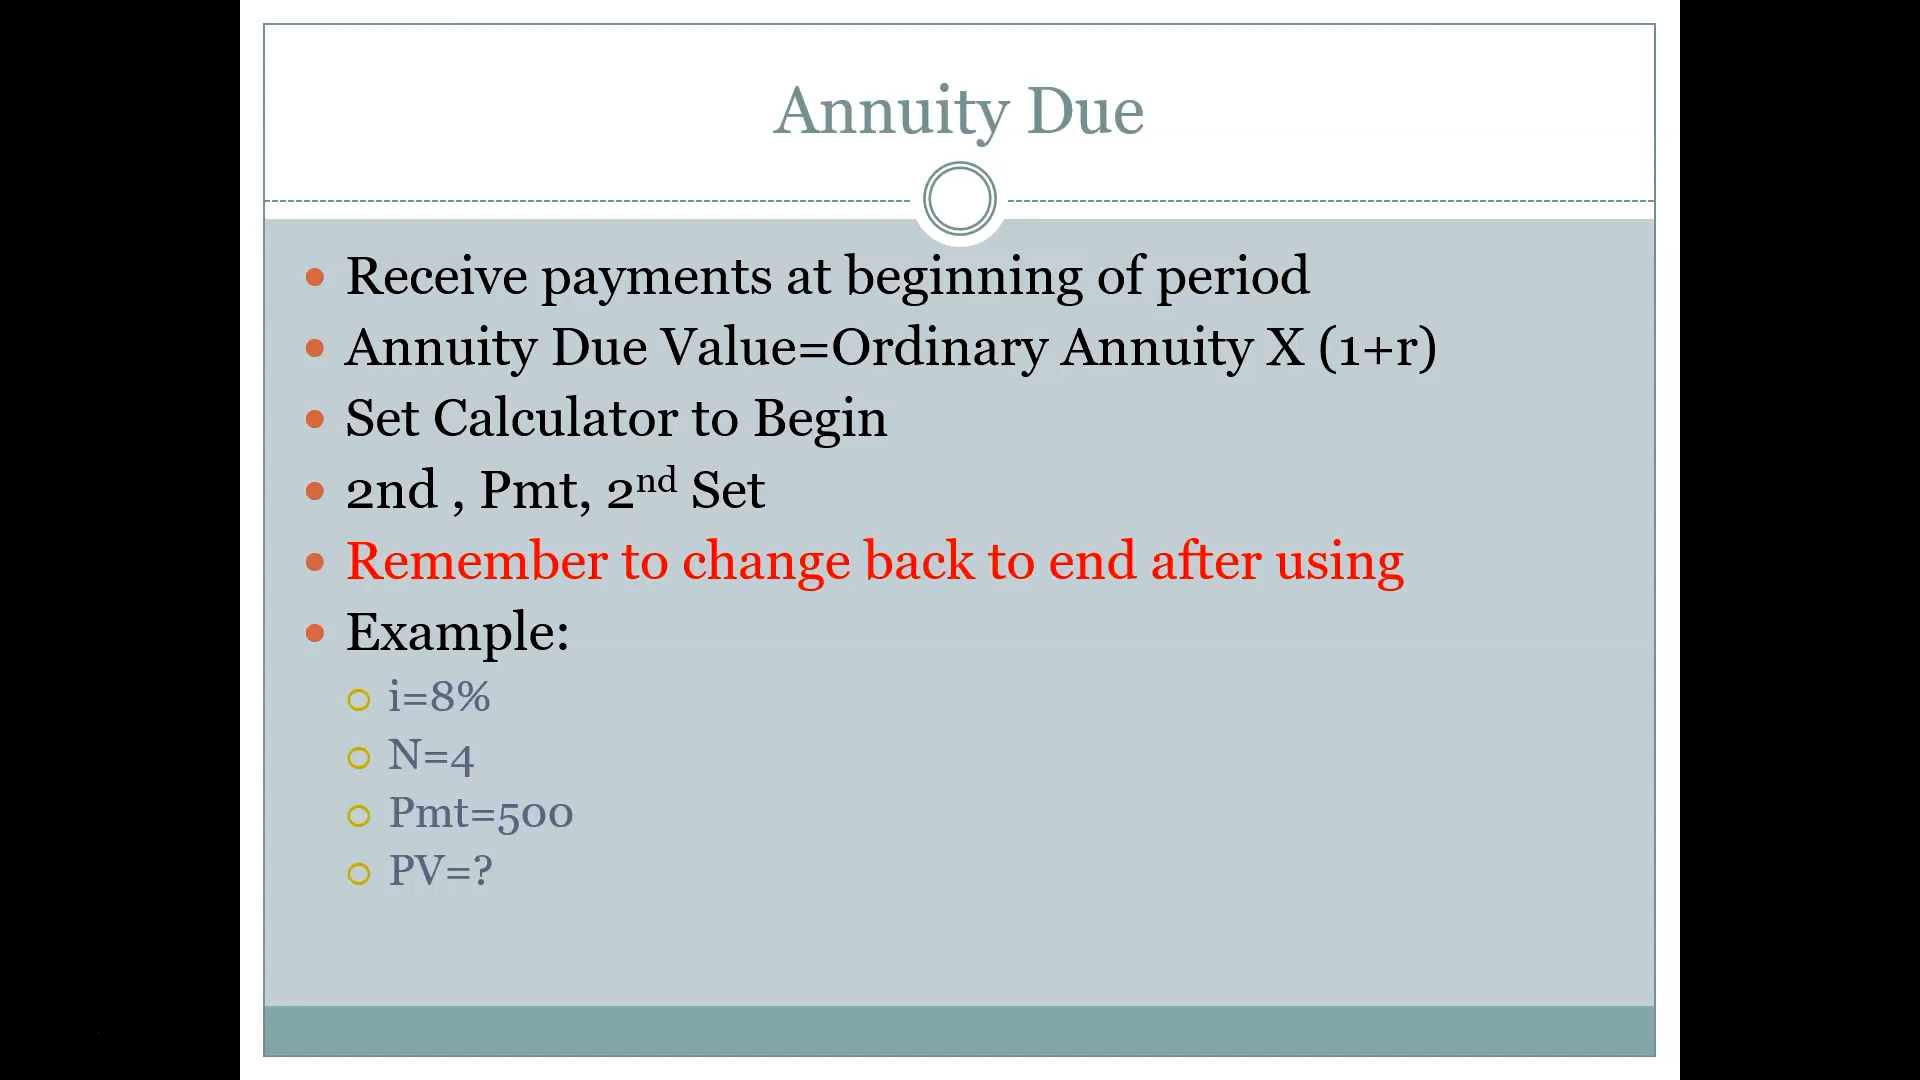 Annuity Due
Receive payments at beginning of period
Annuity Due Value=Ordinary Annuity X (1+r)
Set Calculator to Begin
2nd , Pmt, 2nd Set
Remember to change back to end after using
Example:
i=8%
N=4
Pmt=500
PV=?